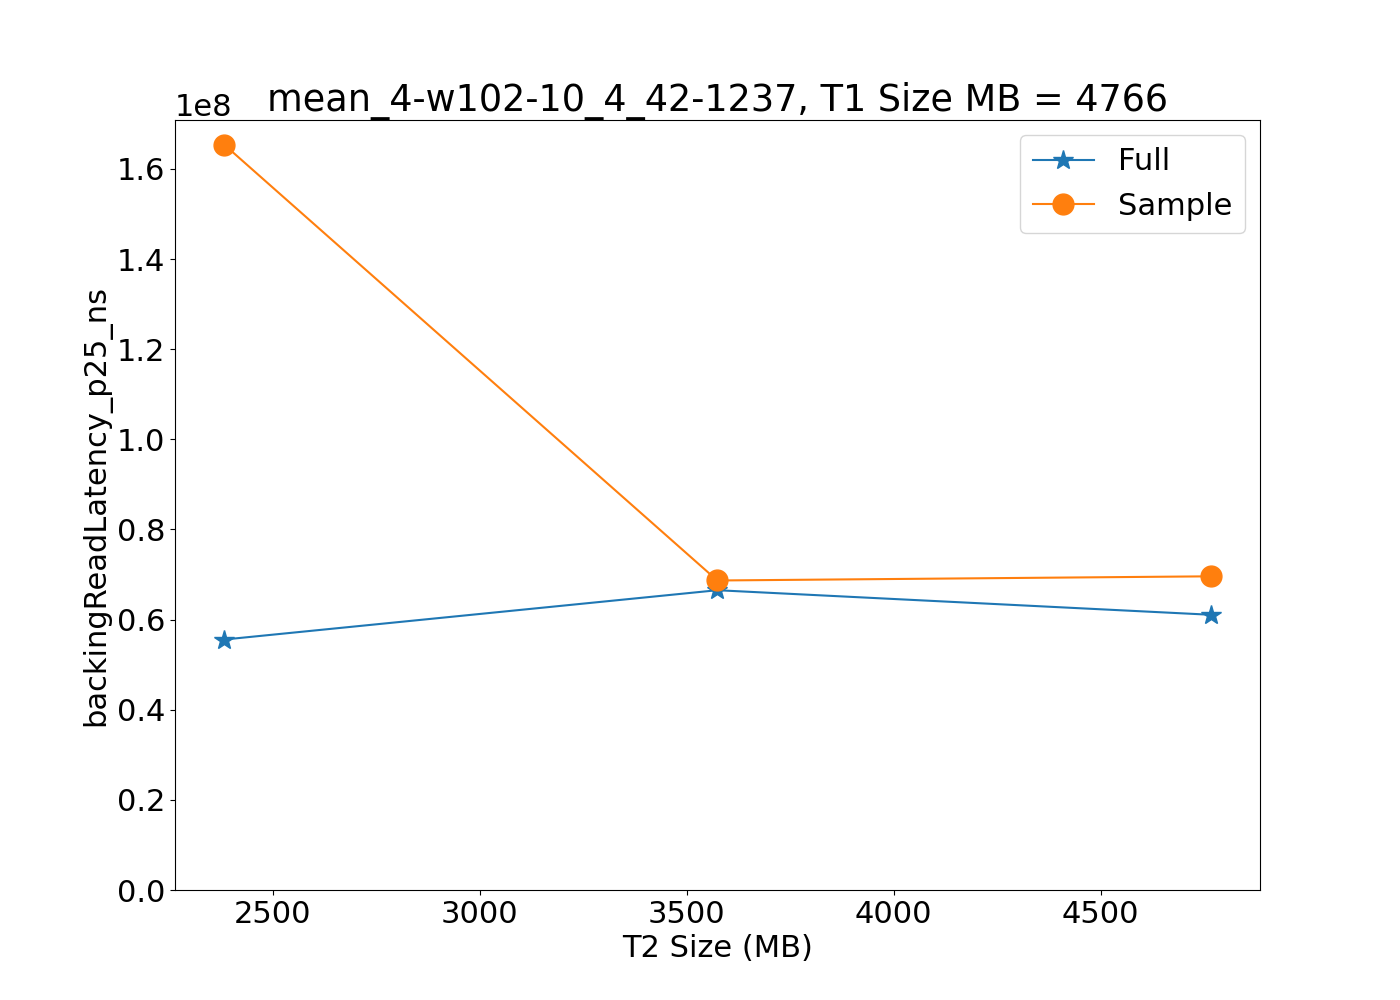 mean_4-w102-10_4_42-1237, T1 Size MB = 4766
1e8
Full
Sample
1.6
1.4
1.2
1.0
0.8
0.6
0.4
0.2
0.0
backingReadLatency_p25_ns
2500 3000 3500 4000 4500
T2 Size (MB)